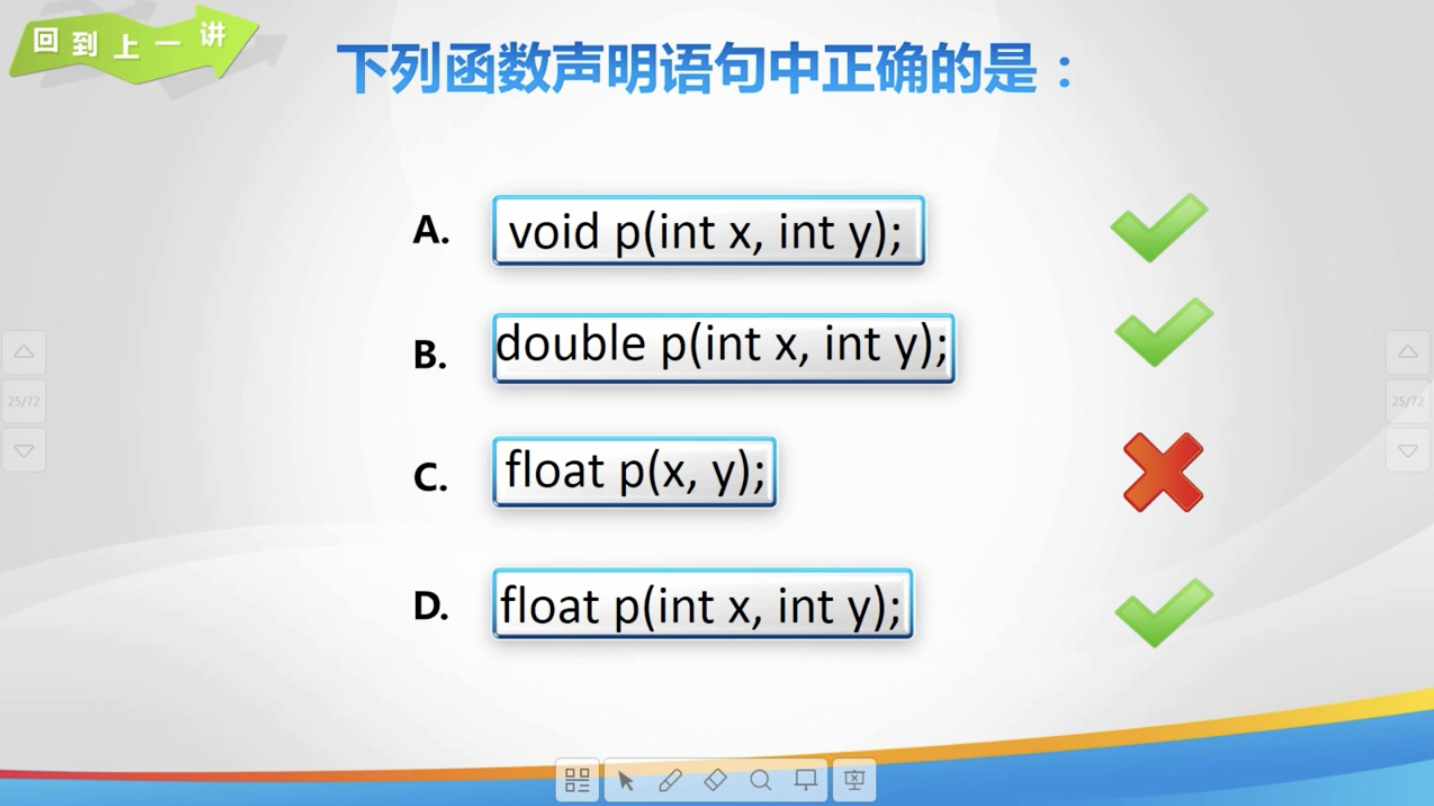 回到上一讲
下列函数声明语句中正确的是：
A. void p(int x, int y);
B. double p(int x, int y);
C. float p(x, y);
D. float p(int x, int y);
25/72
25/72